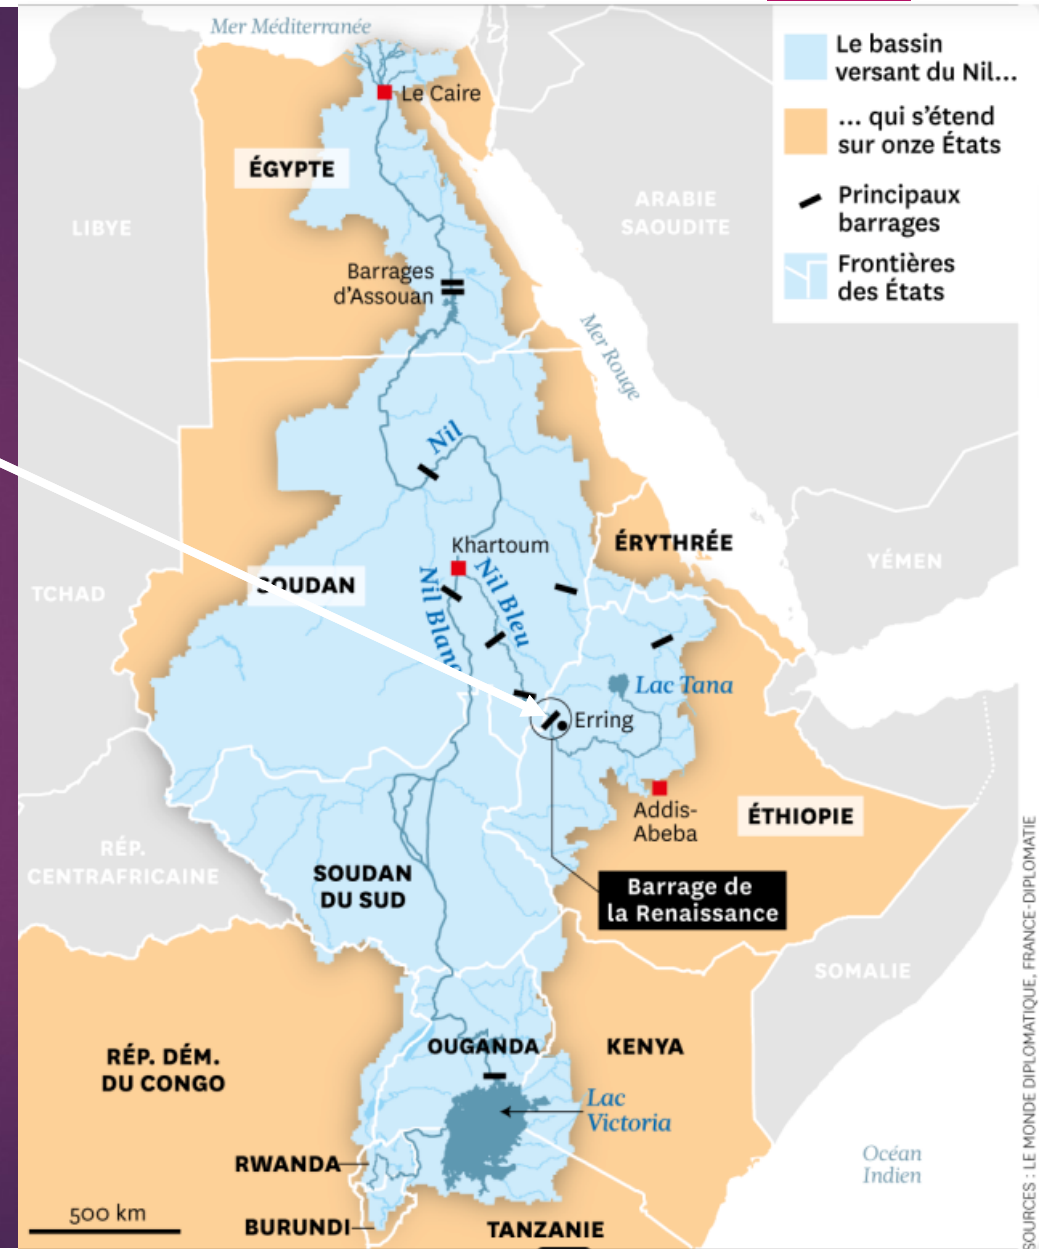 Mer Méditerranée
Le bassin
versant du Nil...
... qui s'étend
sur onze États
Principaux
barrages
Frontières
des États
Le Caire
ÉGYPTE
LIBYE
ARABIE
SAOUDITE
Barrages
d'Assouan
Mer Rouge
Nil
Khartoum
ÉRYTHRÉE
YÉMEN
TCHAD
SOUDAN
Nil Blanc
Nil Bleu
Lac Tana
Erring
Addis-
Abeba
ÉTHIOPIE
RÉP.
CENTRAFRICAINE
SOUDAN
DU SUD
Barrage de
la Renaissance
SOMALIE
OUGANDA
KENYA
RÉP. DÉM.
DU CONGO
Lac
Victoria
RWANDA
Océan
Indien
500 km
BURUNDI
TANZANIE
SOURCES : LE MONDE DIPLOMATIQUE, FRANCE-DIPLOMATIE